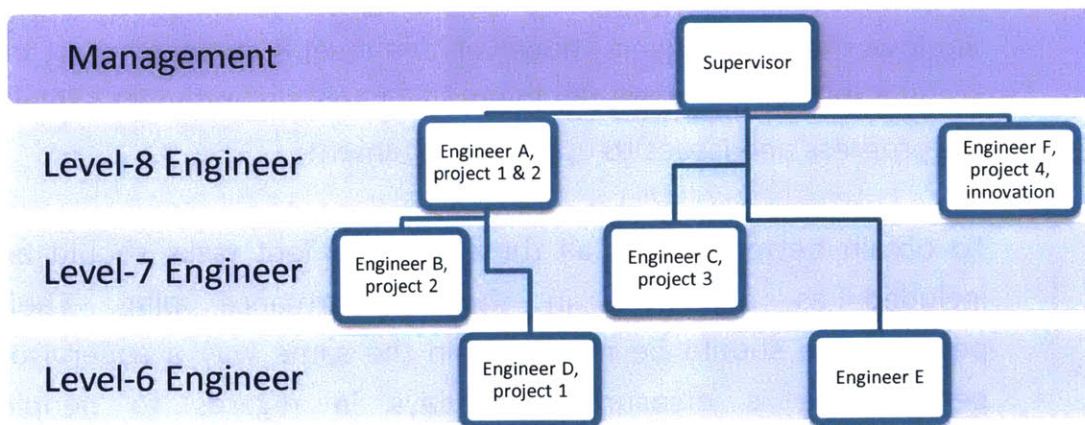 Management
Supervisor
Level-8 Engineer
Engineer A,
project 1 & 2
Engineer F,
project 4,
innovation
Level-7 Engineer
Engineer B,
project 2
Engineer C,
project 3
Level-6 Engineer
Engineer D,
project 1
Engineer E